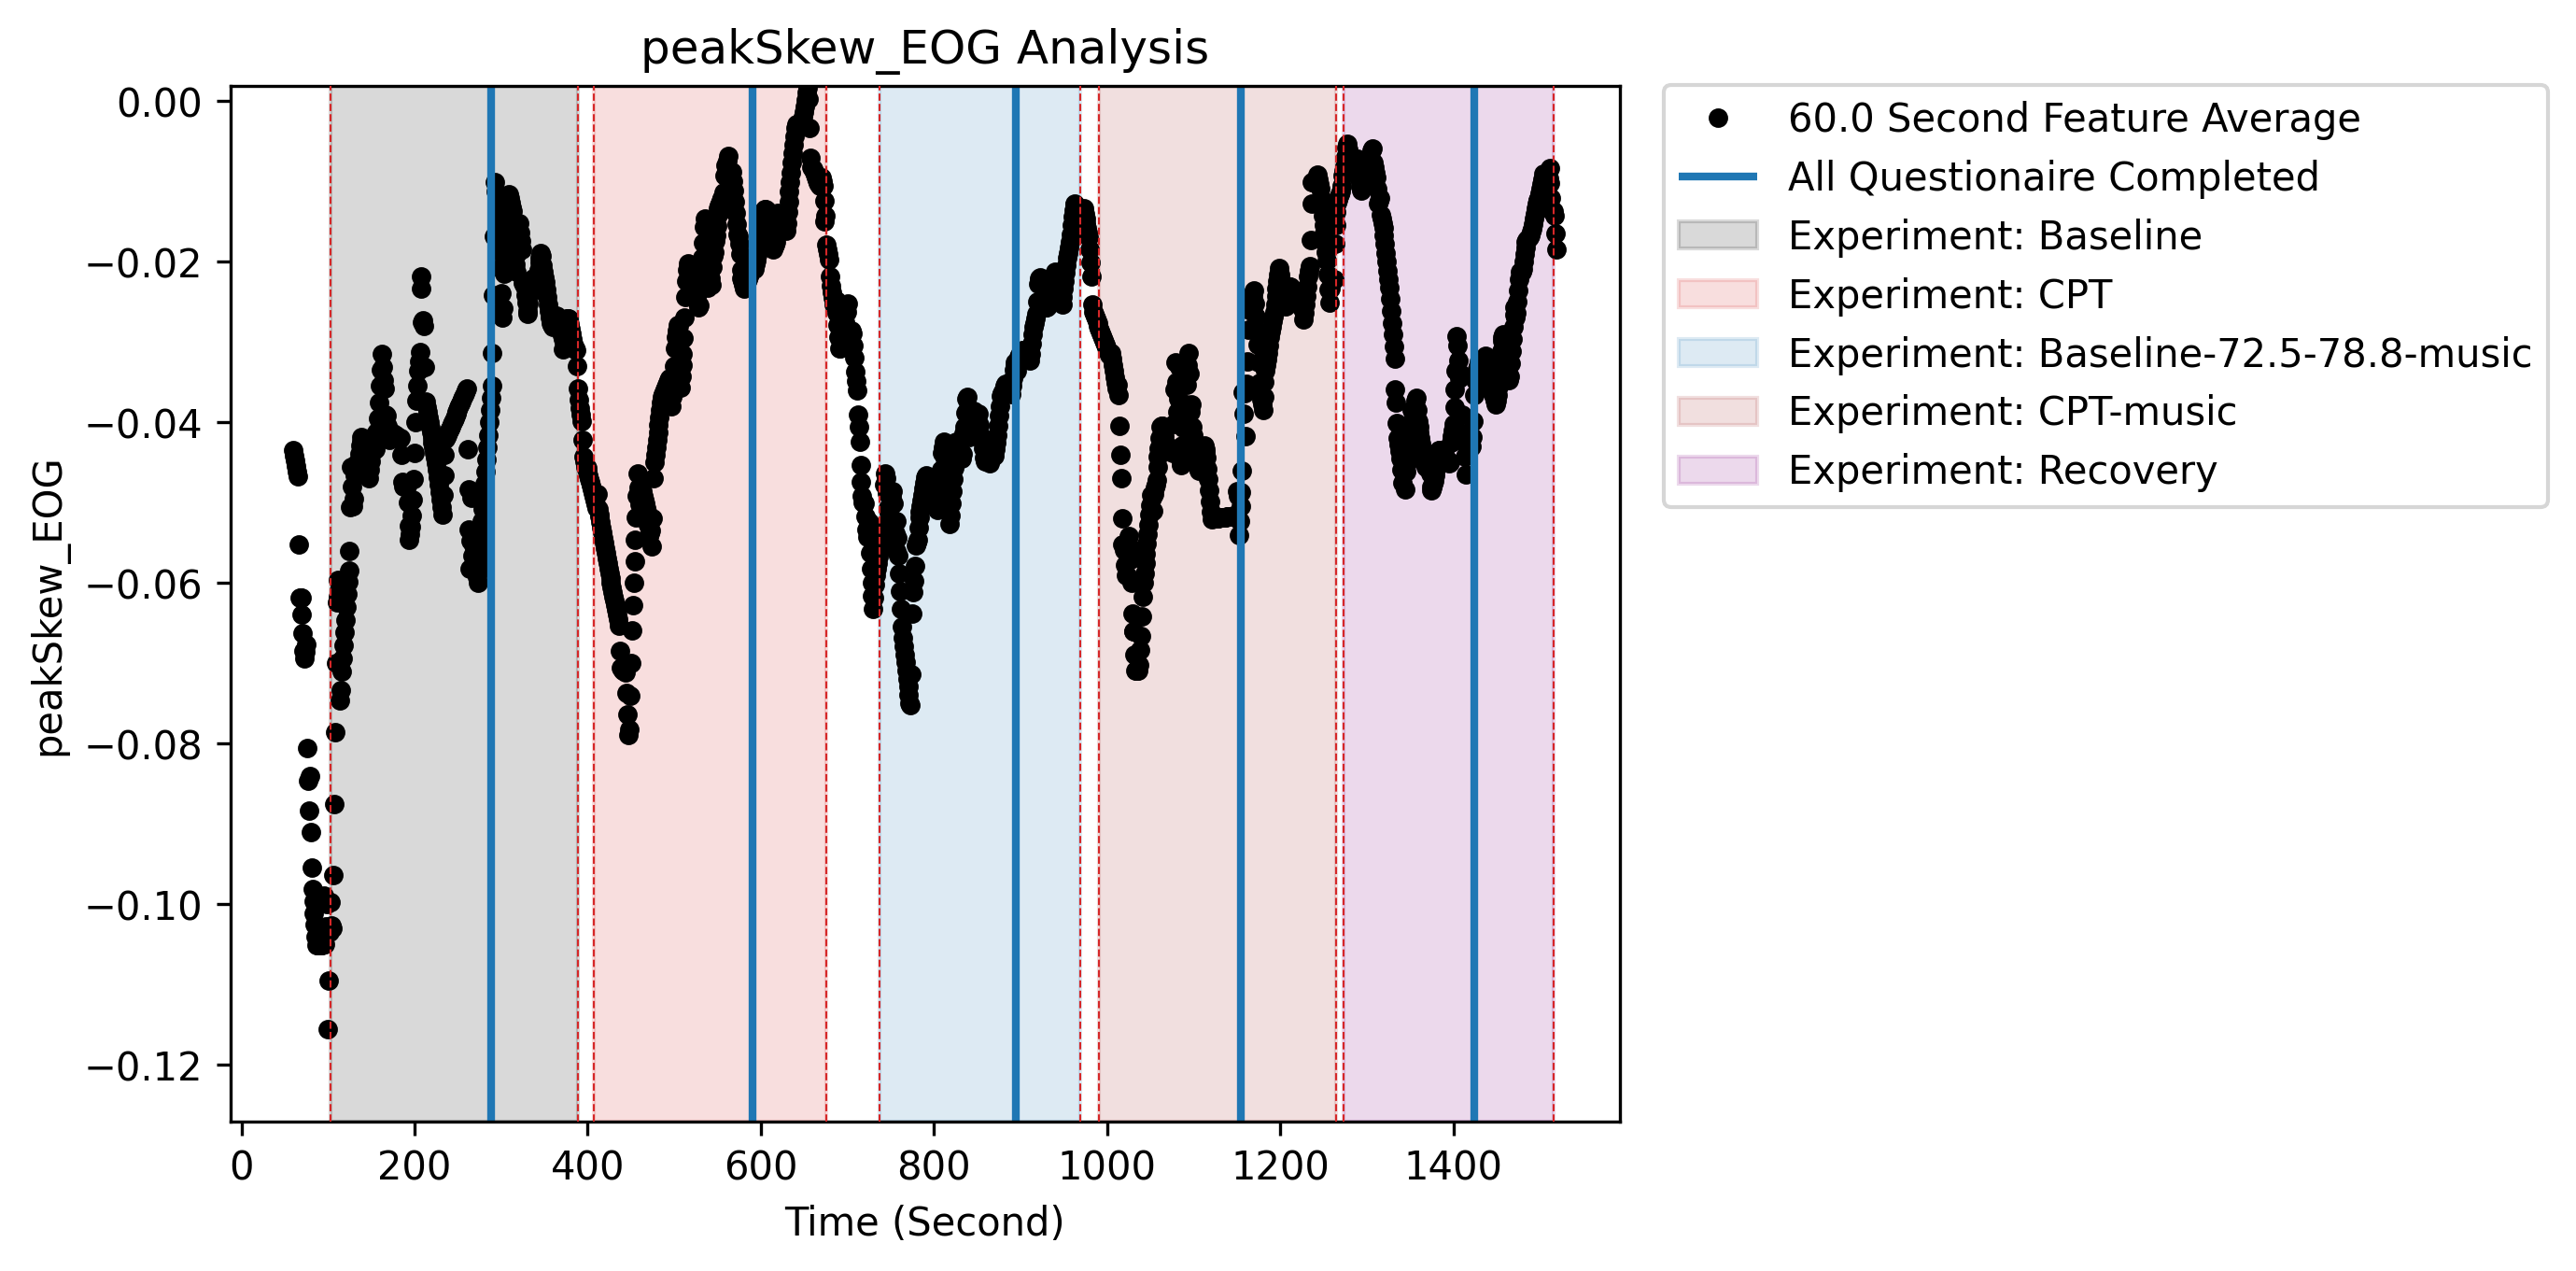 peakSkew_EOG Analysis
peakSkew_EOG
0.00
−0.02
−0.04
−0.06
−0.08
−0.10
−0.12
0 200 400 600 800 1000 1200 1400
Time (Second)
60.0 Second Feature Average
All Questionaire Completed
Experiment: Baseline
Experiment: CPT
Experiment: Baseline-72.5-78.8-music
Experiment: CPT-music
Experiment: Recovery